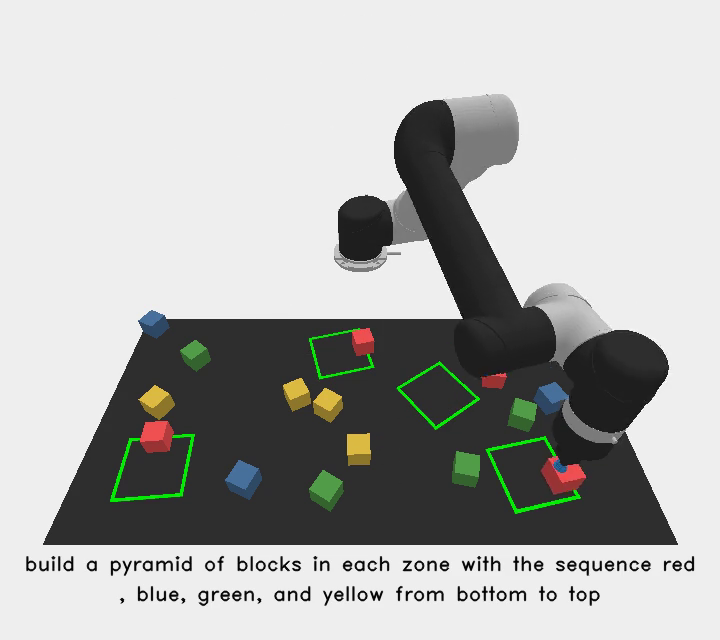 build a pyramid of blocks in each zone with the sequence red
, blue, green, and yellow from bottom to top